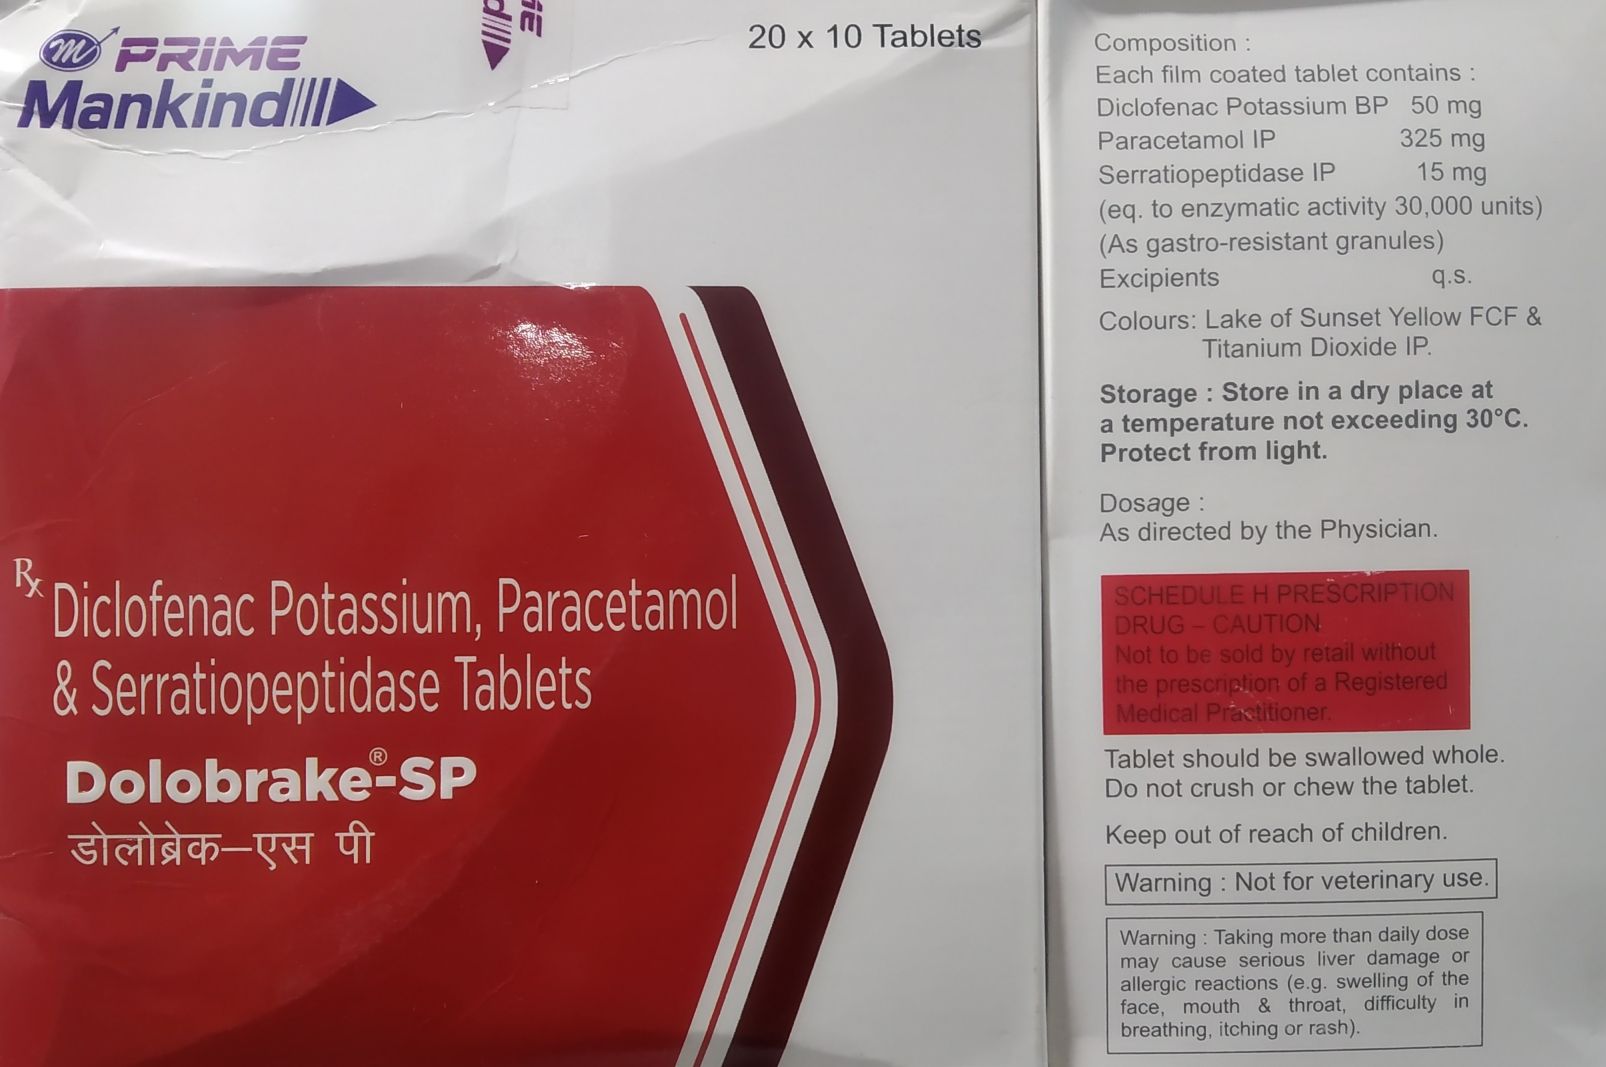 m PRIME
Mankind
20 x 10 Tablets
Rx Diclofenac Potassium, Paracetamol
& Serratiopeptidase Tablets
Dolobrake®-SP
डोलोब्रेक–एस पी
Composition :
Each film coated tablet contains :
Diclofenac Potassium BP 50 mg
Paracetamol IP 325 mg
Serratiopeptidase IP 15 mg
(eq. to enzymatic activity 30,000 units)
(As gastro-resistant granules)
Excipients q.s.
Colours: Lake of Sunset Yellow FCF &
Titanium Dioxide IP.
Storage : Store in a dry place at
a temperature not exceeding 30°C.
Protect from light.
Dosage :
As directed by the Physician.
SCHEDULE H PRESCRIPTION
DRUG – CAUTION
Not to be sold by retail without
the prescription of a Registered
Medical Practitioner.
Tablet should be swallowed whole.
Do not crush or chew the tablet.
Keep out of reach of children.
Warning : Not for veterinary use.
Warning : Taking more than daily dose
may cause serious liver damage or
allergic reactions (e.g. swelling of the
face, mouth & throat, difficulty in
breathing, itching or rash).